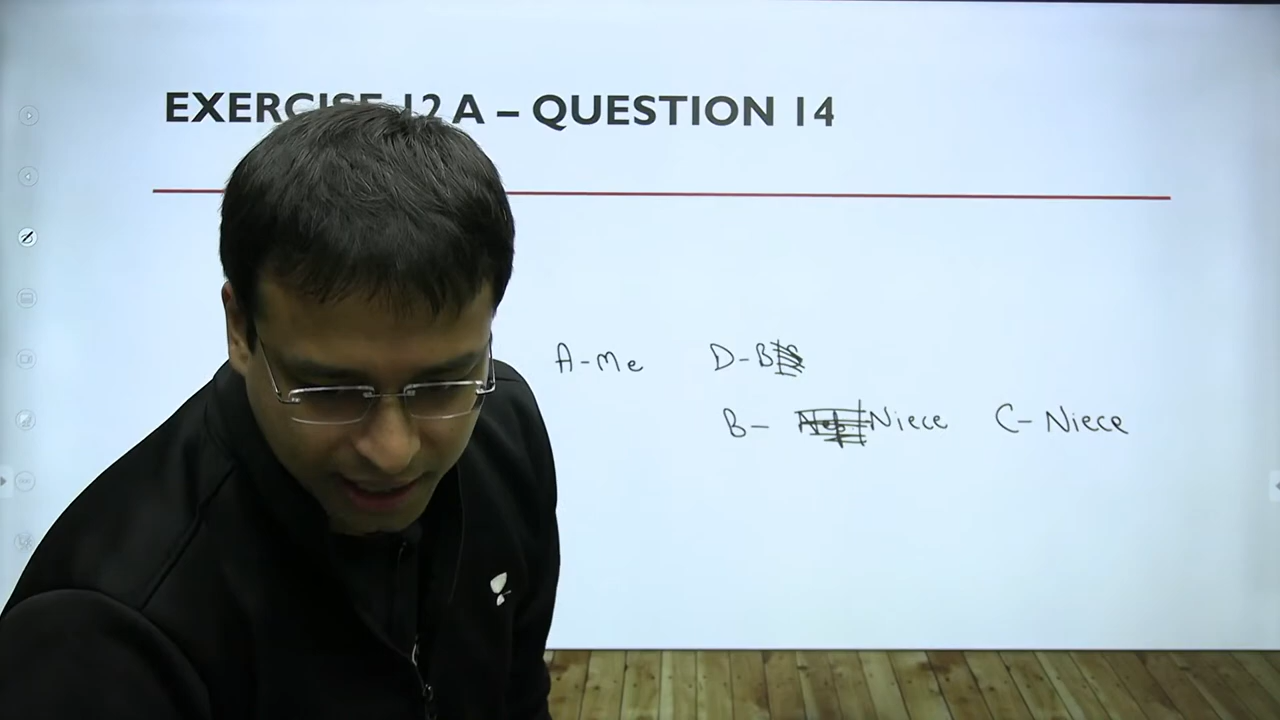 EXERCISE 12 A – QUESTION 14
A-Me D-B
B- Niece C- Niece